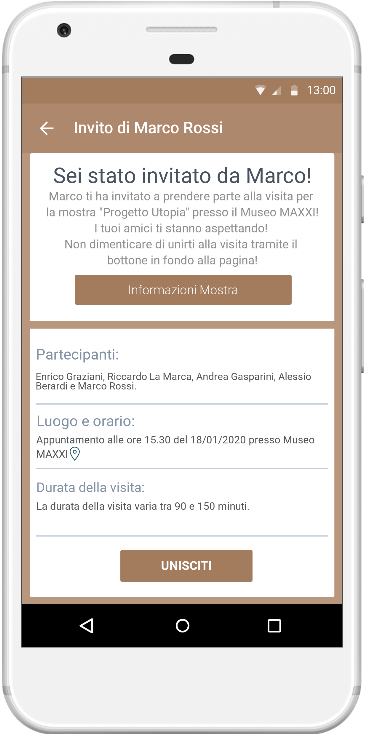 13:00
Invito di Marco Rossi
Sei stato invitato da Marco!
Marco ti ha invitato a prendere parte alla visita per
la mostra "Progetto Utopia" presso il Museo MAXXI!
I tuoi amici ti stanno aspettando!
Non dimenticare di unirti alla visita tramite il
bottone in fondo alla pagina!
Informazioni Mostra
Partecipanti:
Enrico Graziani, Riccardo La Marca, Andrea Gasparini, Alessio
Berardi e Marco Rossi.
Luogo e orario:
Appuntamento alle ore 15.30 del 18/01/2020 presso Museo
MAXXI
Durata della visita:
La durata della visita varia tra 90 e 150 minuti.
UNISCITI